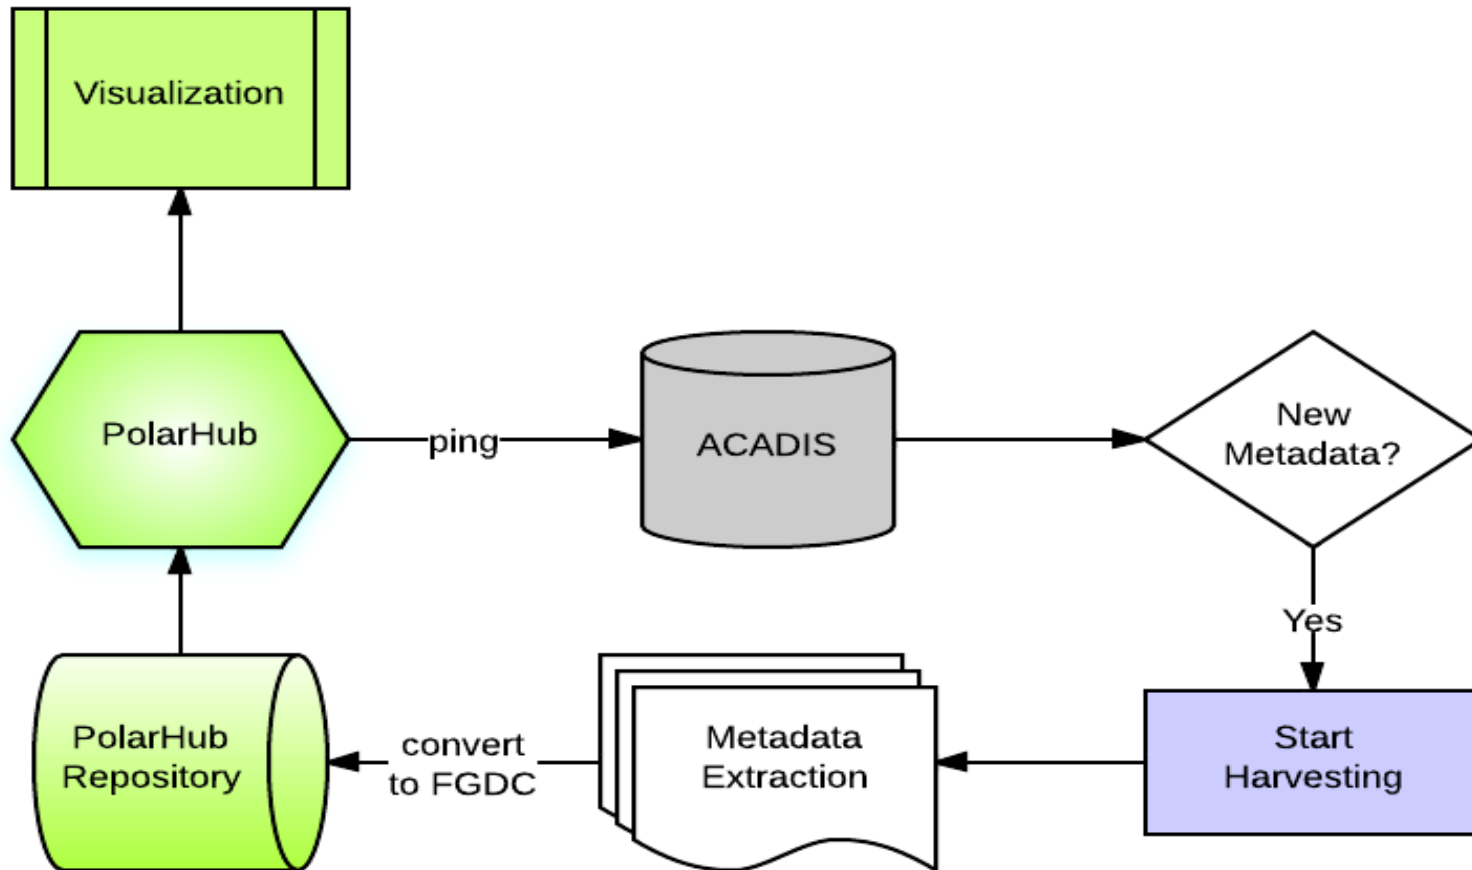 Visualization
PolarHub
ping
ACADIS
New
Metadata?
Yes
PolarHub
Repository
convert
to FGDC
Metadata
Extraction
Start
Harvesting